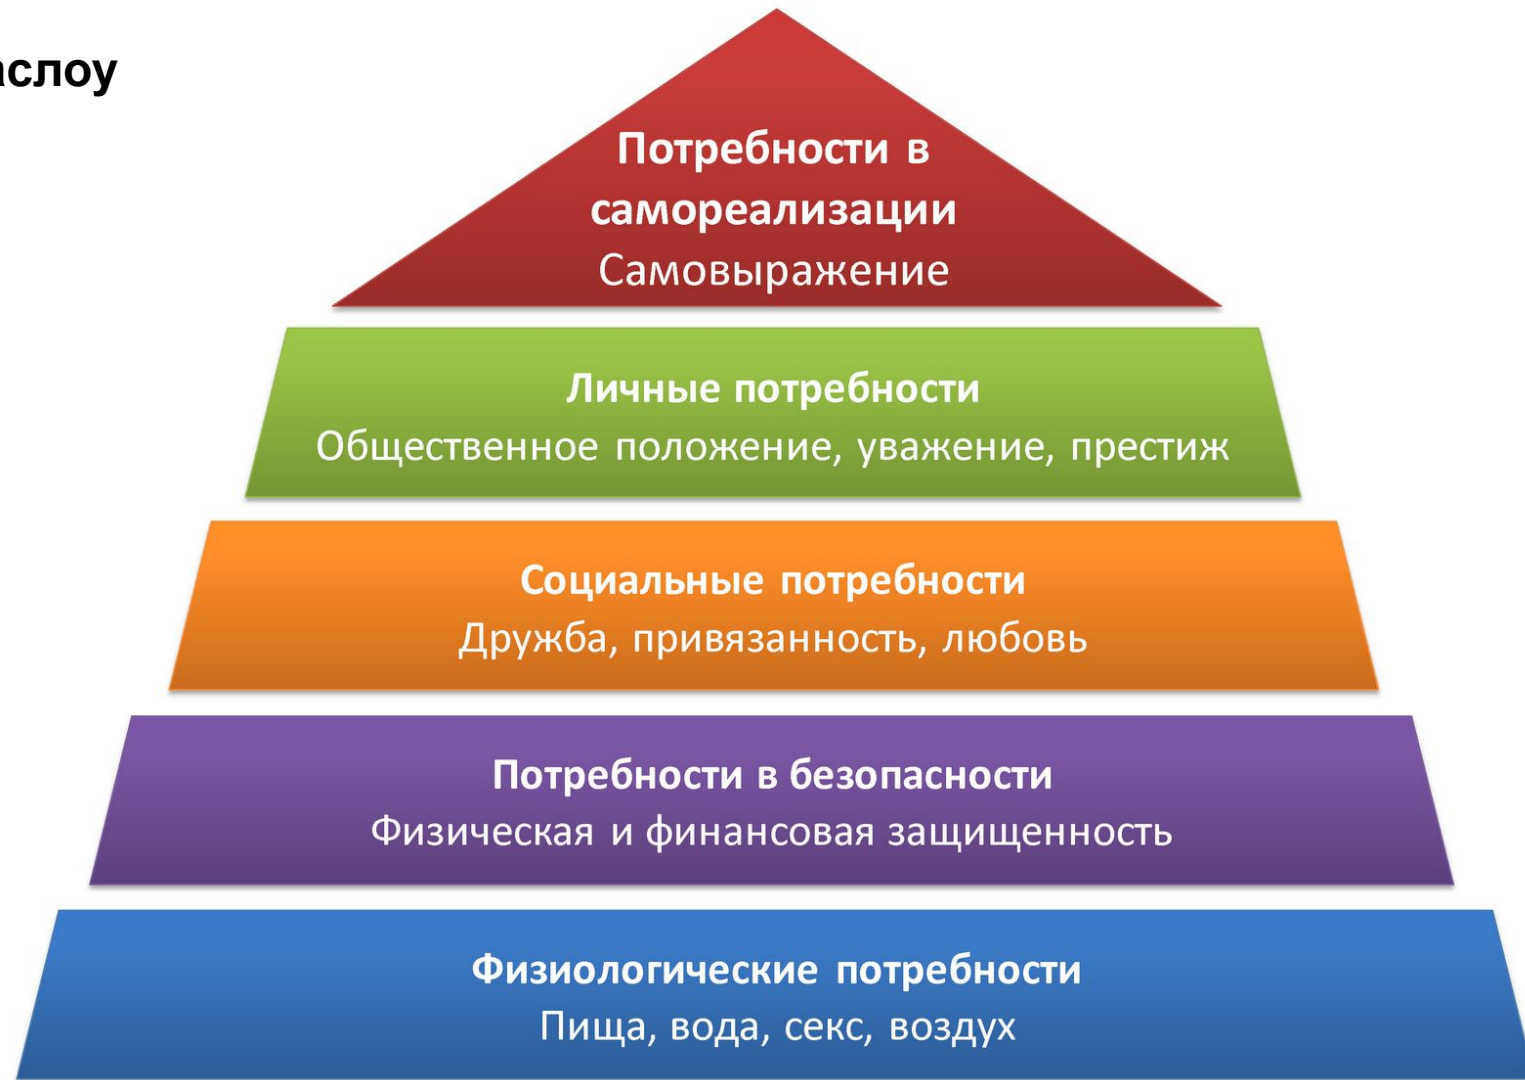 аслоу
Потребности в
самореализации
Самовыражение
Личные потребности
Общественное положение, уважение, престиж
Социальные потребности
Дружба, привязанность, любовь
Потребности в безопасности
Физическая и финансовая защищенность
Физиологические потребности
Пища, вода, секс, воздух